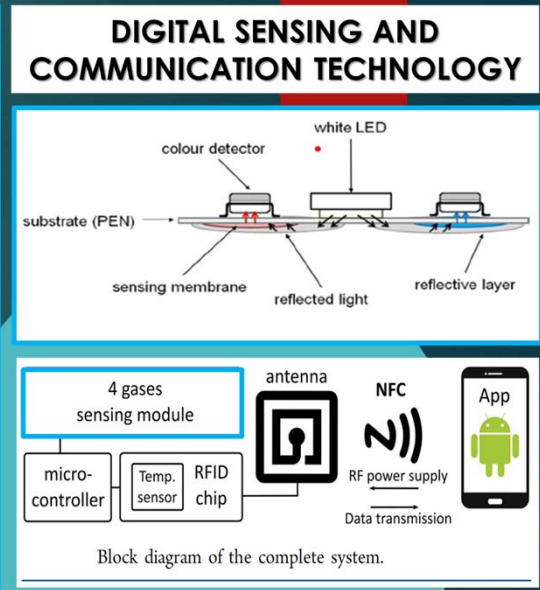 DIGITAL SENSING AND
COMMUNICATION TECHNOLOGY
white LED
colour detector
substrate (PEN)
sensing membrane
reflected light
reflective layer
4 gases
sensing module
antenna
NFC
App
micro-
controller
Temp.
sensor
RFID
chip
RF power supply
Data transmission
Block diagram of the complete system.